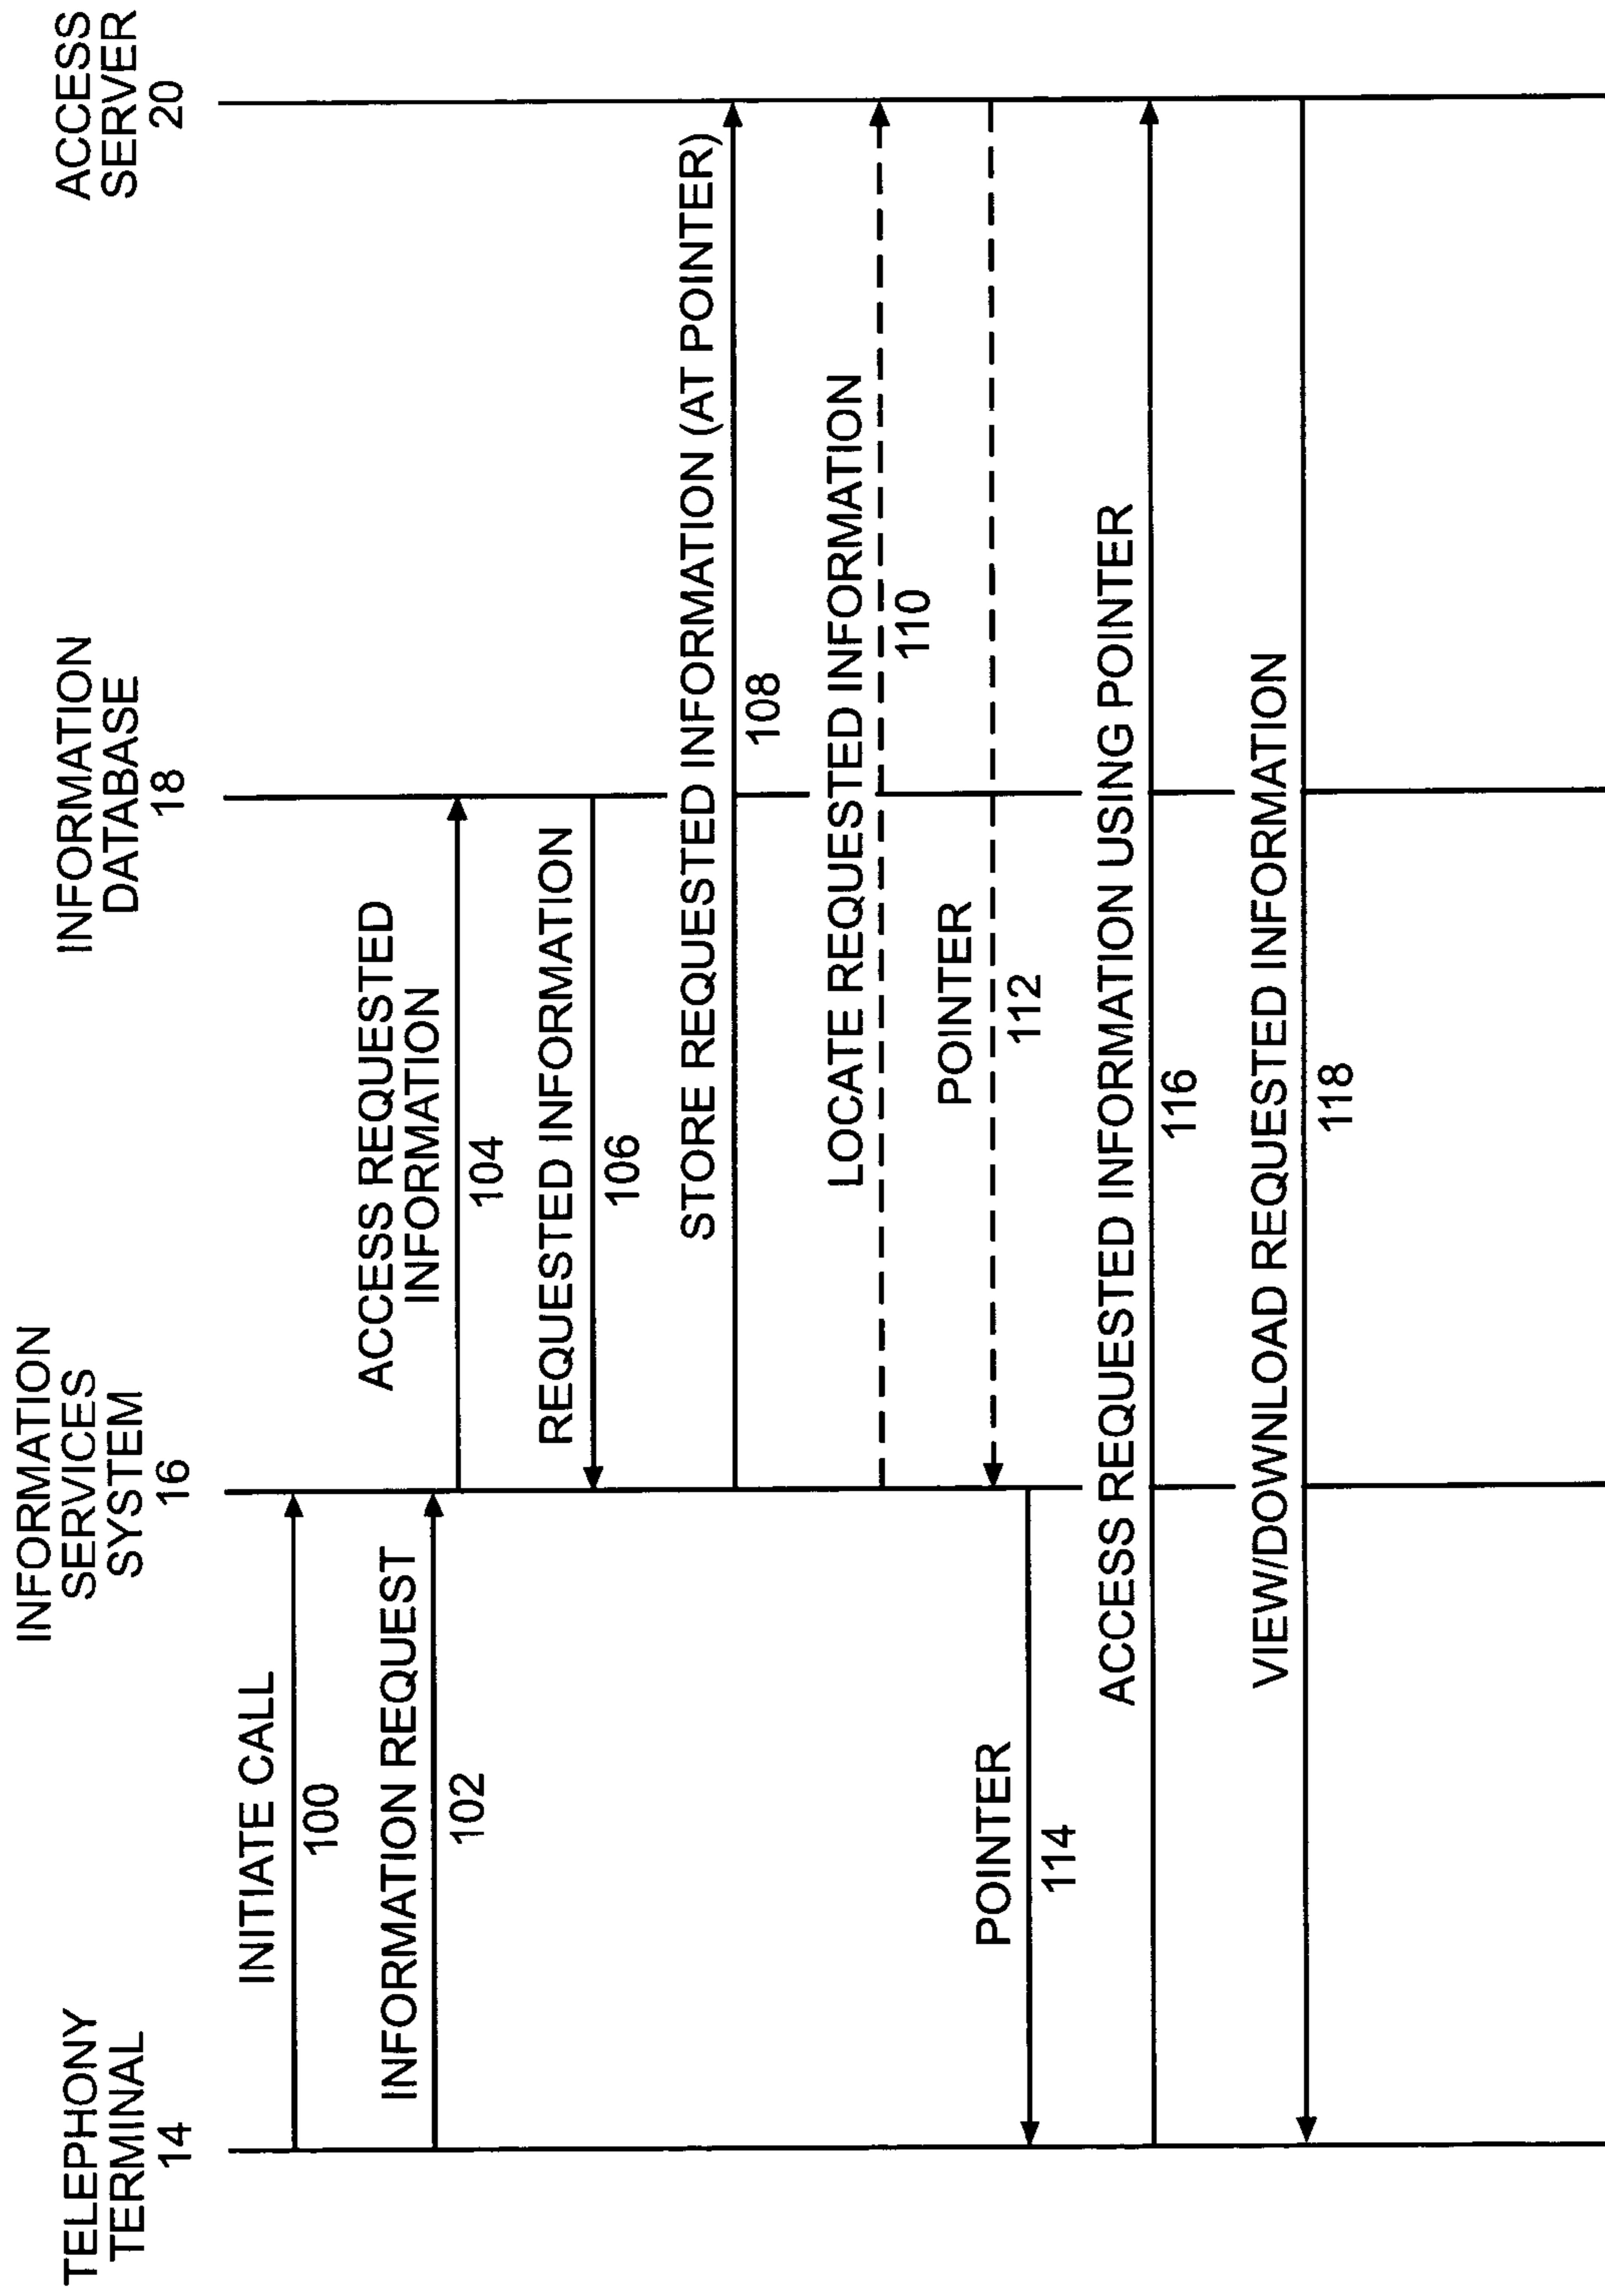 TELEPHONY
TERMINAL
14
INFORMATION
SERVICES
SYSTEM
16
INFORMATION
DATABASE
18
ACCESS
SERVER
20
INITIATE CALL
100
INFORMATION REQUEST
102
ACCESS REQUESTED
INFORMATION
104
REQUESTED INFORMATION
106
STORE REQUESTED INFORMATION (AT POINTER)
108
LOCATE REQUESTED INFORMATION
110
POINTER
112
POINTER
114
ACCESS REQUESTED INFORMATION USING POINTER
116
VIEW/DOWNLOAD REQUESTED INFORMATION
118